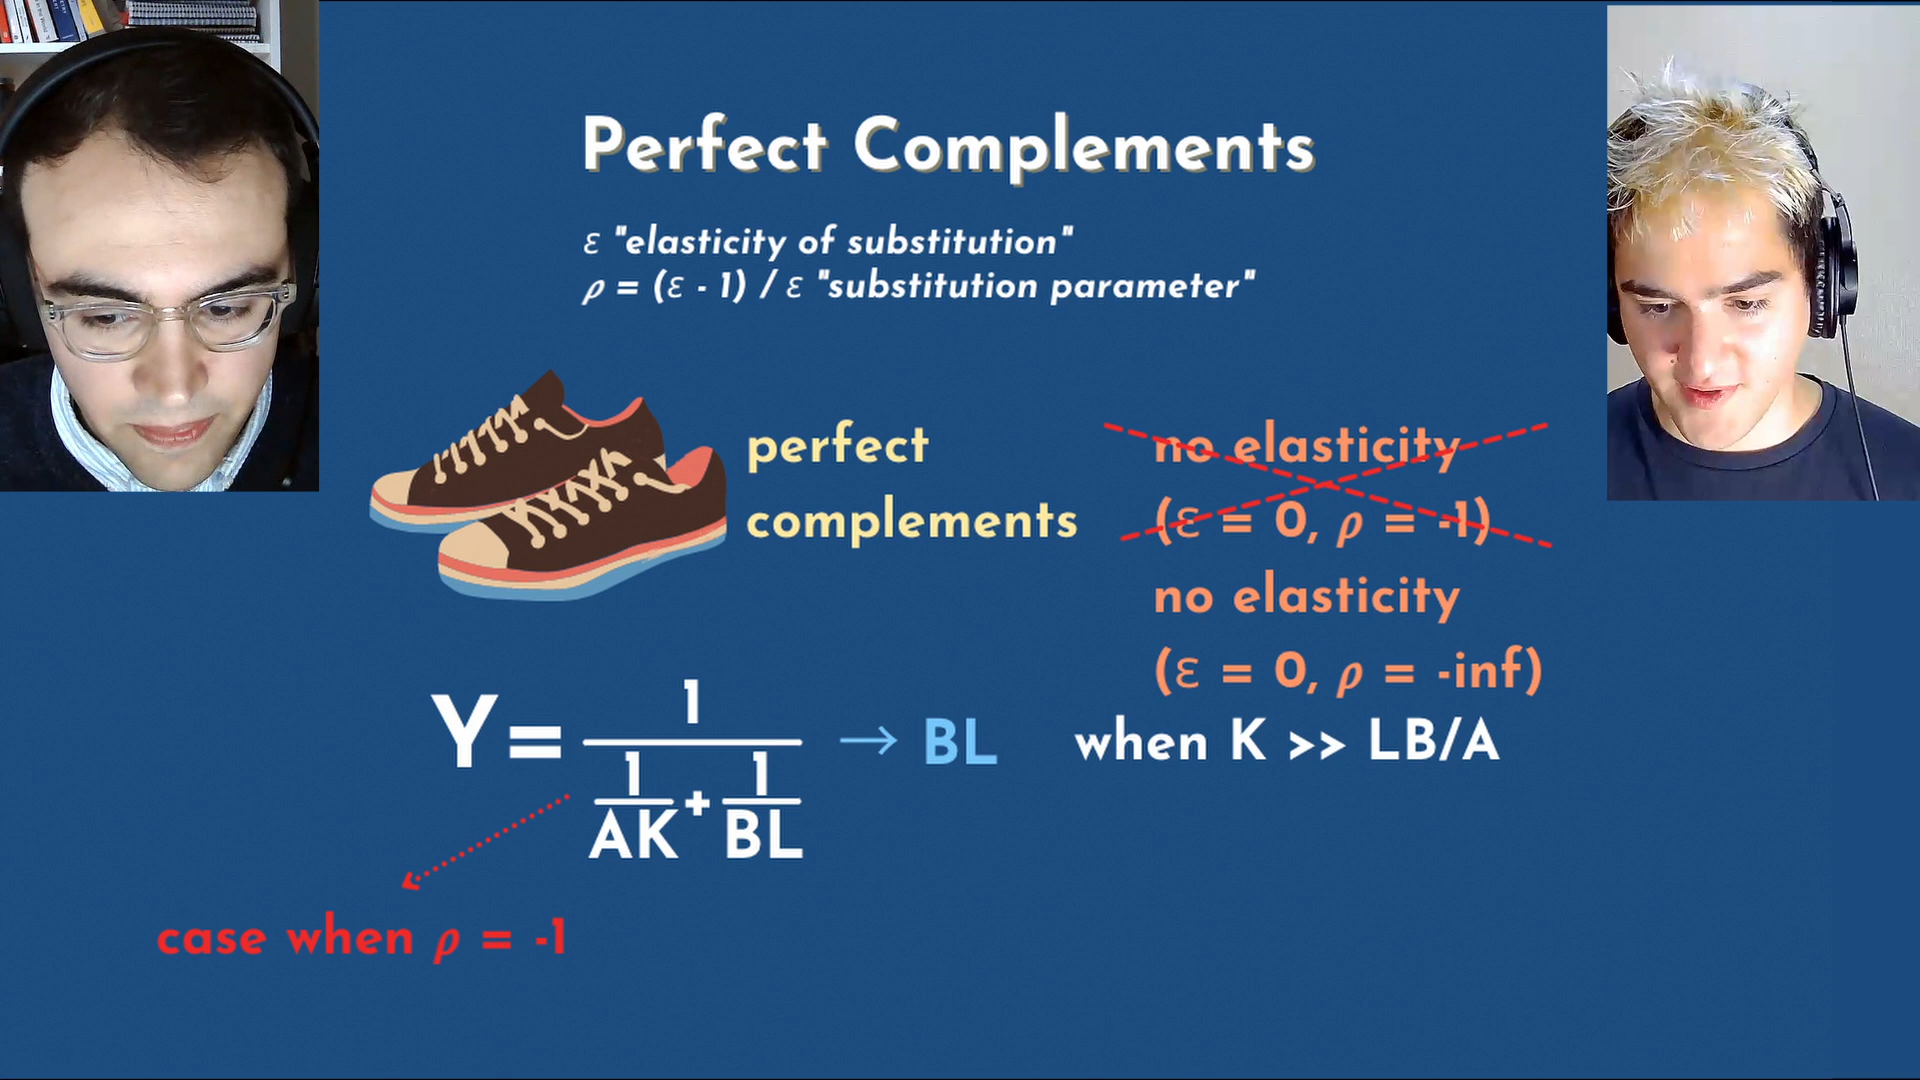 Perfect Complements
ε "elasticity of substitution"
ρ = (ε - 1) / ε "substitution parameter"
perfect
complements
no elasticity
(ε = 0, ρ = -1)
no elasticity
(ε = 0, ρ = -inf)
Y = 1 / (1/AK + 1/BL) → BL when K >> LB/A
case when ρ = -1